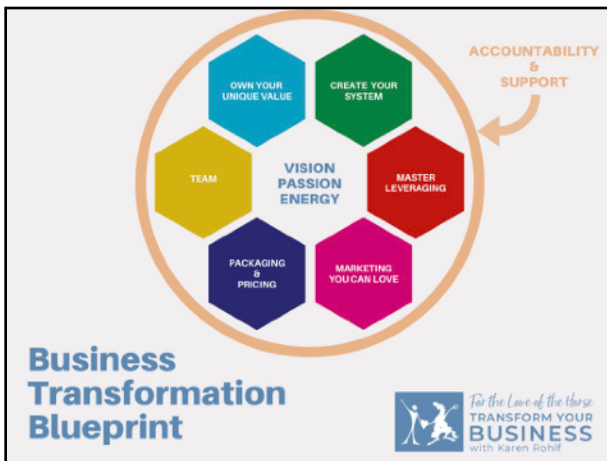 ACCOUNTABILITY
&
SUPPORT
OWN YOUR
UNIQUE VALUE
CREATE YOUR
SYSTEM
TEAM
VISION
PASSION
ENERGY
MASTER
LEVERAGING
PACKAGING
&
PRICING
MARKETING
YOU CAN LOVE
Business
Transformation
Blueprint
For the Love of the Horse
TRANSFORM YOUR
BUSINESS
with Karen Rohlf